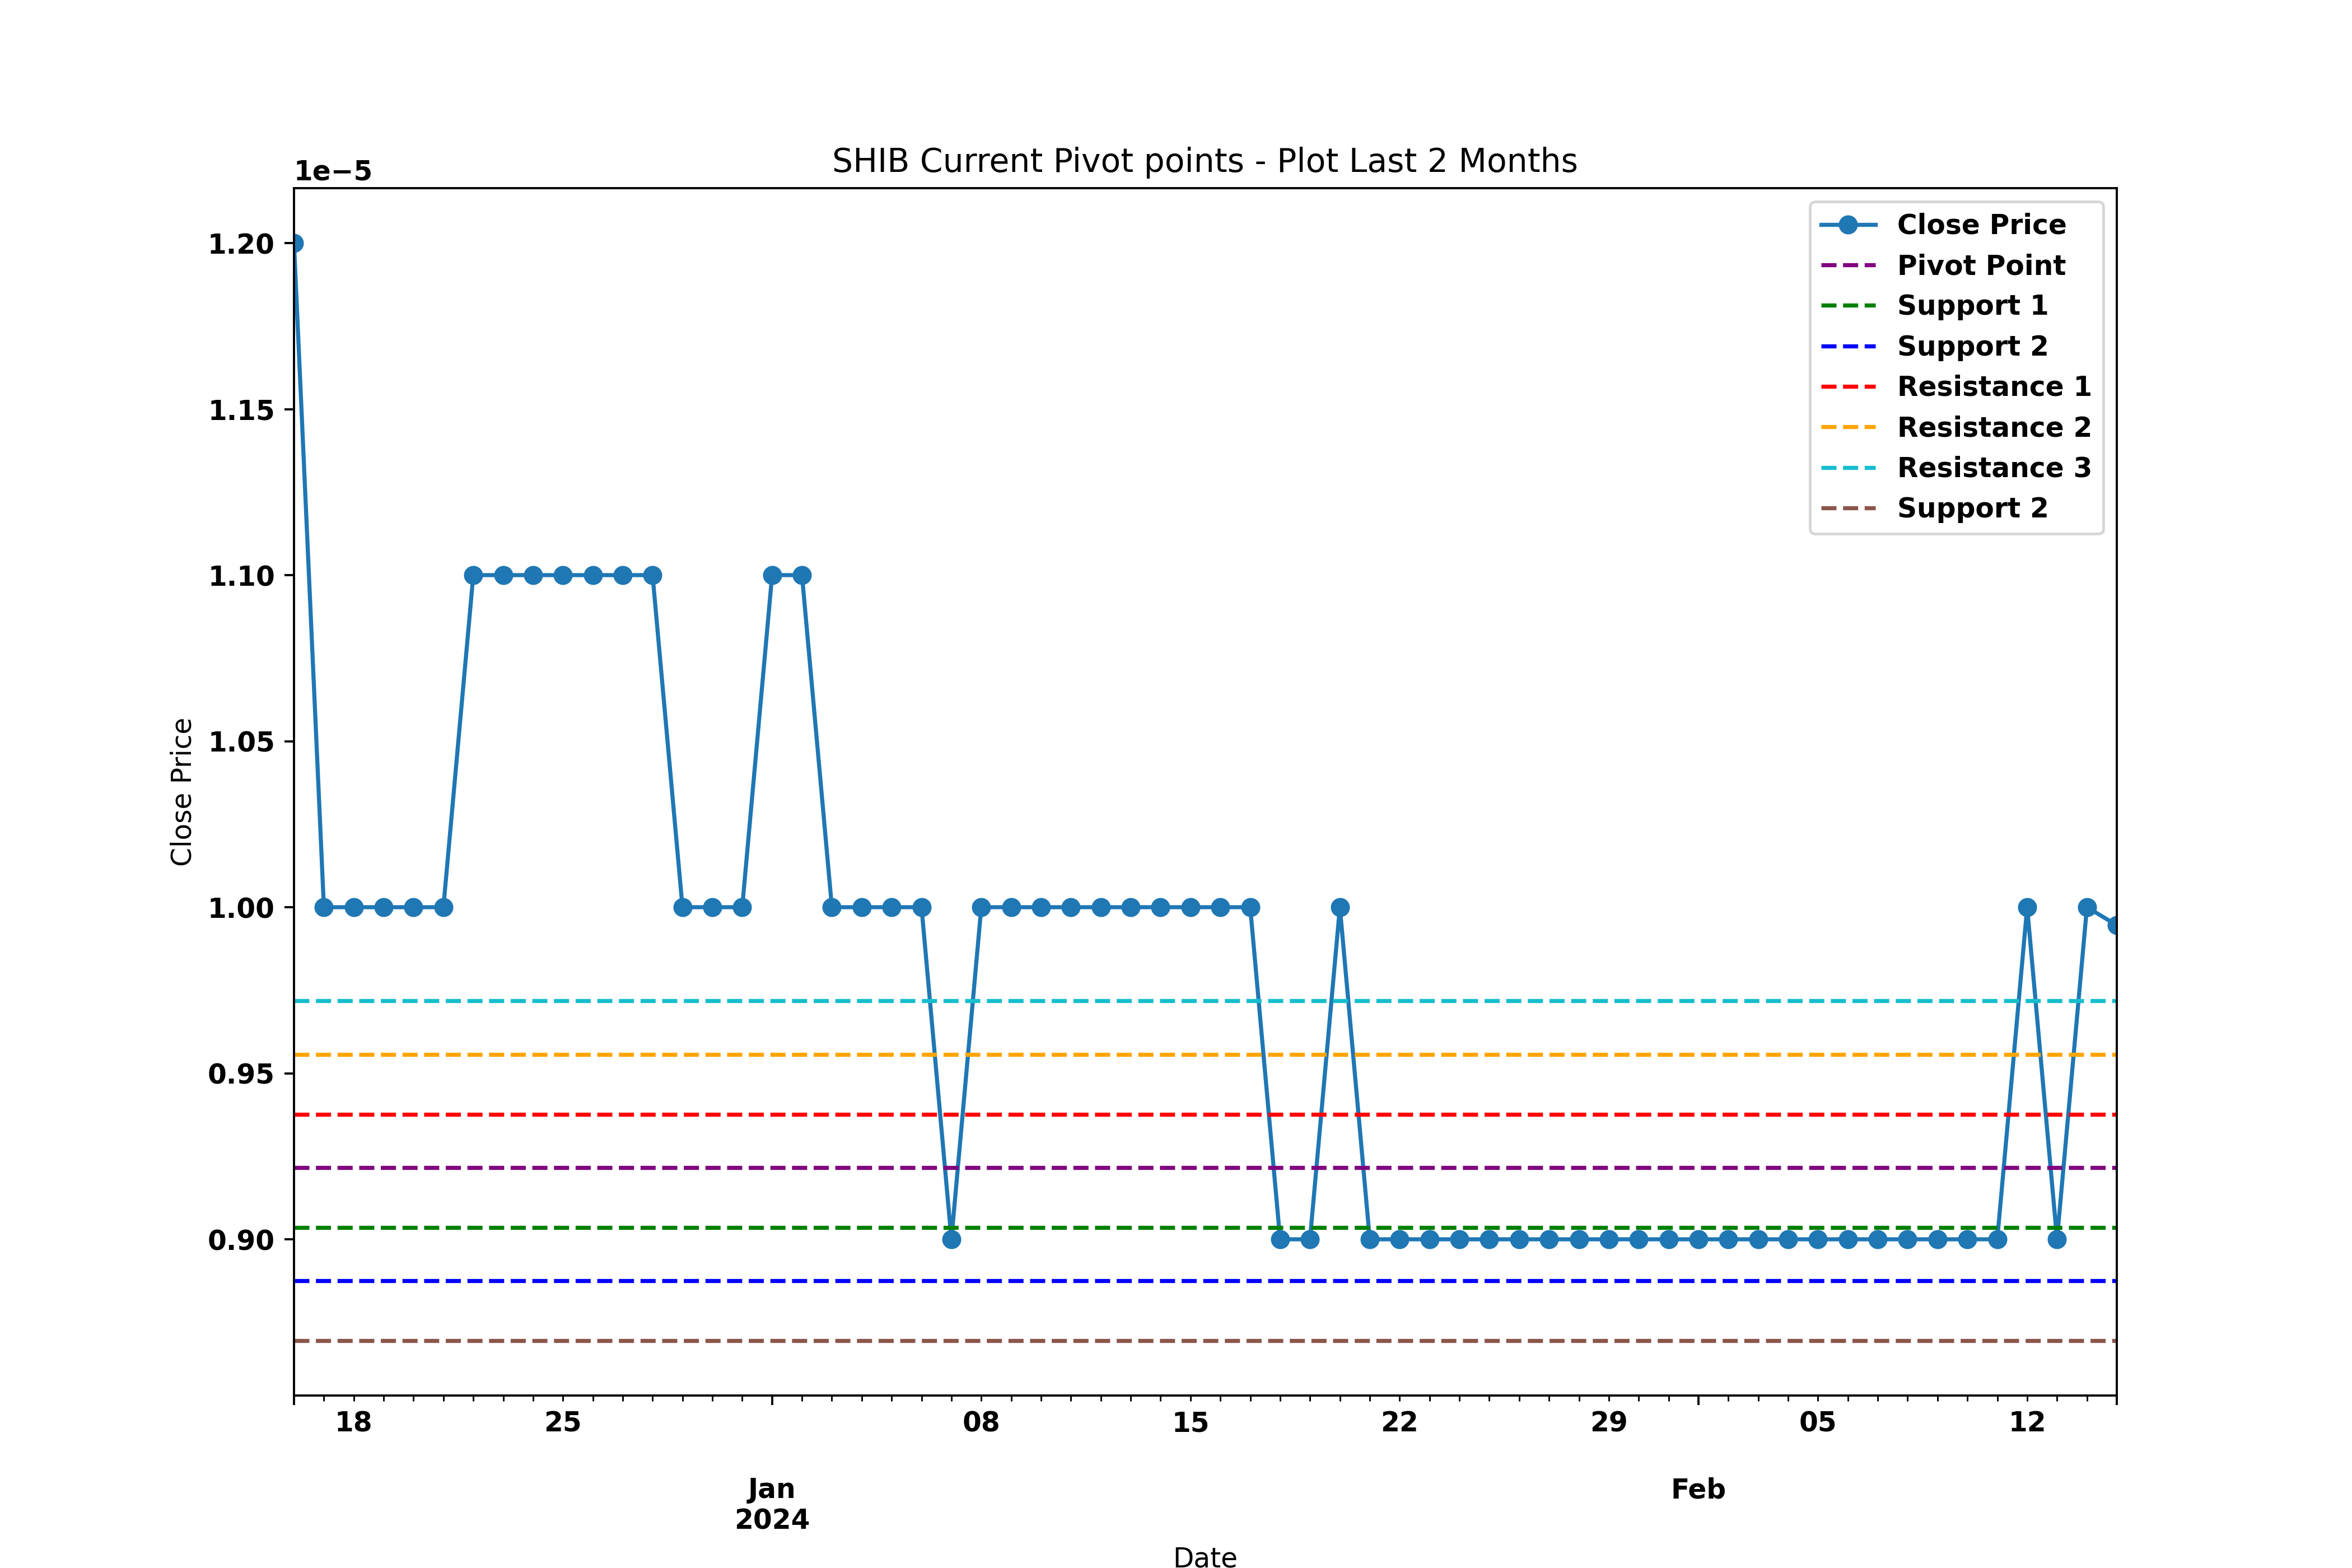 SHIB Current Pivot points - Plot Last 2 Months
1e−5
1.20
1.15
1.10
1.05
1.00
0.95
0.90
Close Price
Close Price
Pivot Point
Support 1
Support 2
Resistance 1
Resistance 2
Resistance 3
Support 2
18 25 08 15 22 29 05 12
Jan Feb
2024
Date